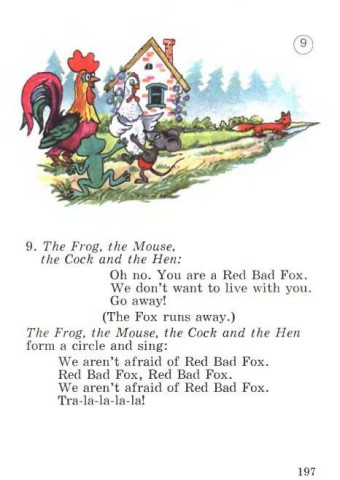 9
9. The Frog, the Mouse,
the Cock and the Hen:
Oh no. You are a Red Bad Fox.
We don't want to live with you.
Go away!
(The Fox runs away.)
The Frog, the Mouse, the Cock and the Hen
form a circle and sing:
We aren't afraid of Red Bad Fox.
Red Bad Fox, Red Bad Fox.
We aren't afraid of Red Bad Fox.
Tra-la-la-la-la!
197